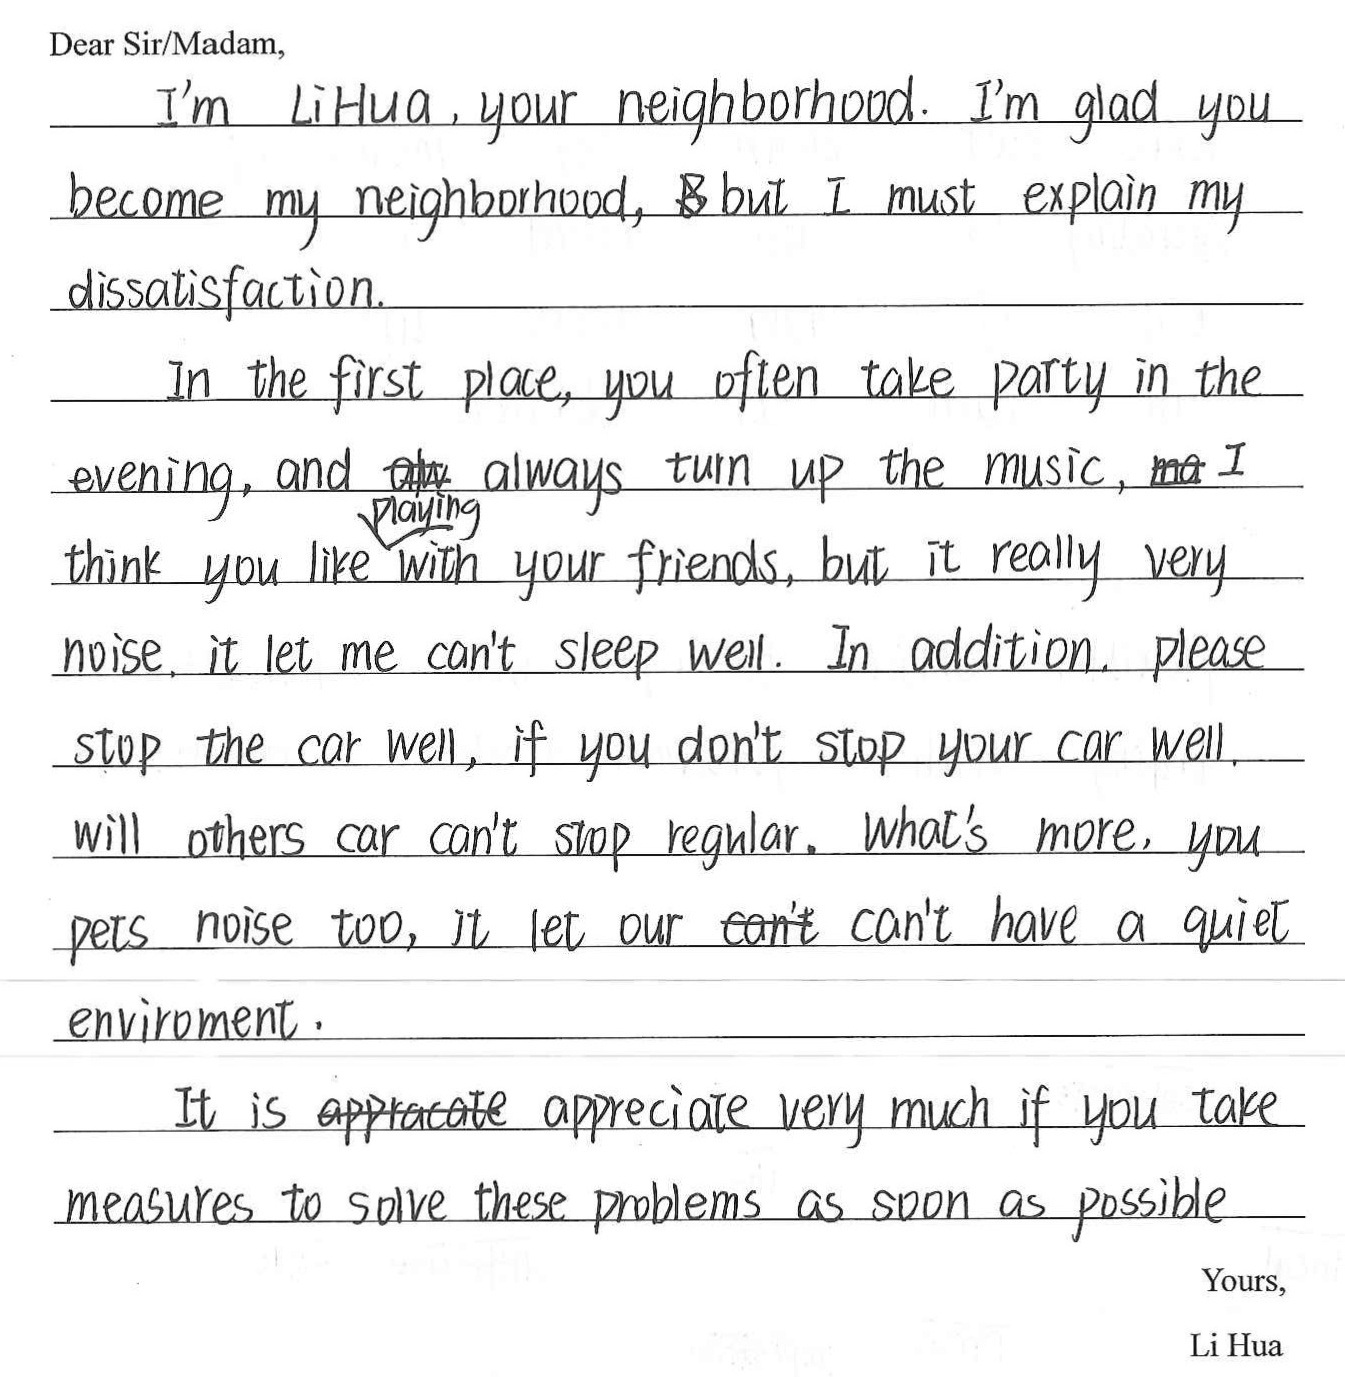 Dear Sir/Madam,
I'm LiHua, your neighborhood. I'm glad you
become my neighborhood, but I must explain my
dissatisfaction.
In the first place, you often take party in the
evening, and always turn up the music, I
think you like playing with your friends, but it really very
noise, it let me can't sleep well. In addition, please
stop the car well, if you don't stop your car well,
will others car can't stop regular. What's more, you
pets noise too, it let our can't have a quiet
enviroment.
It is appreciate very much if you take
measures to solve these problems as soon as possible
Yours,
Li Hua